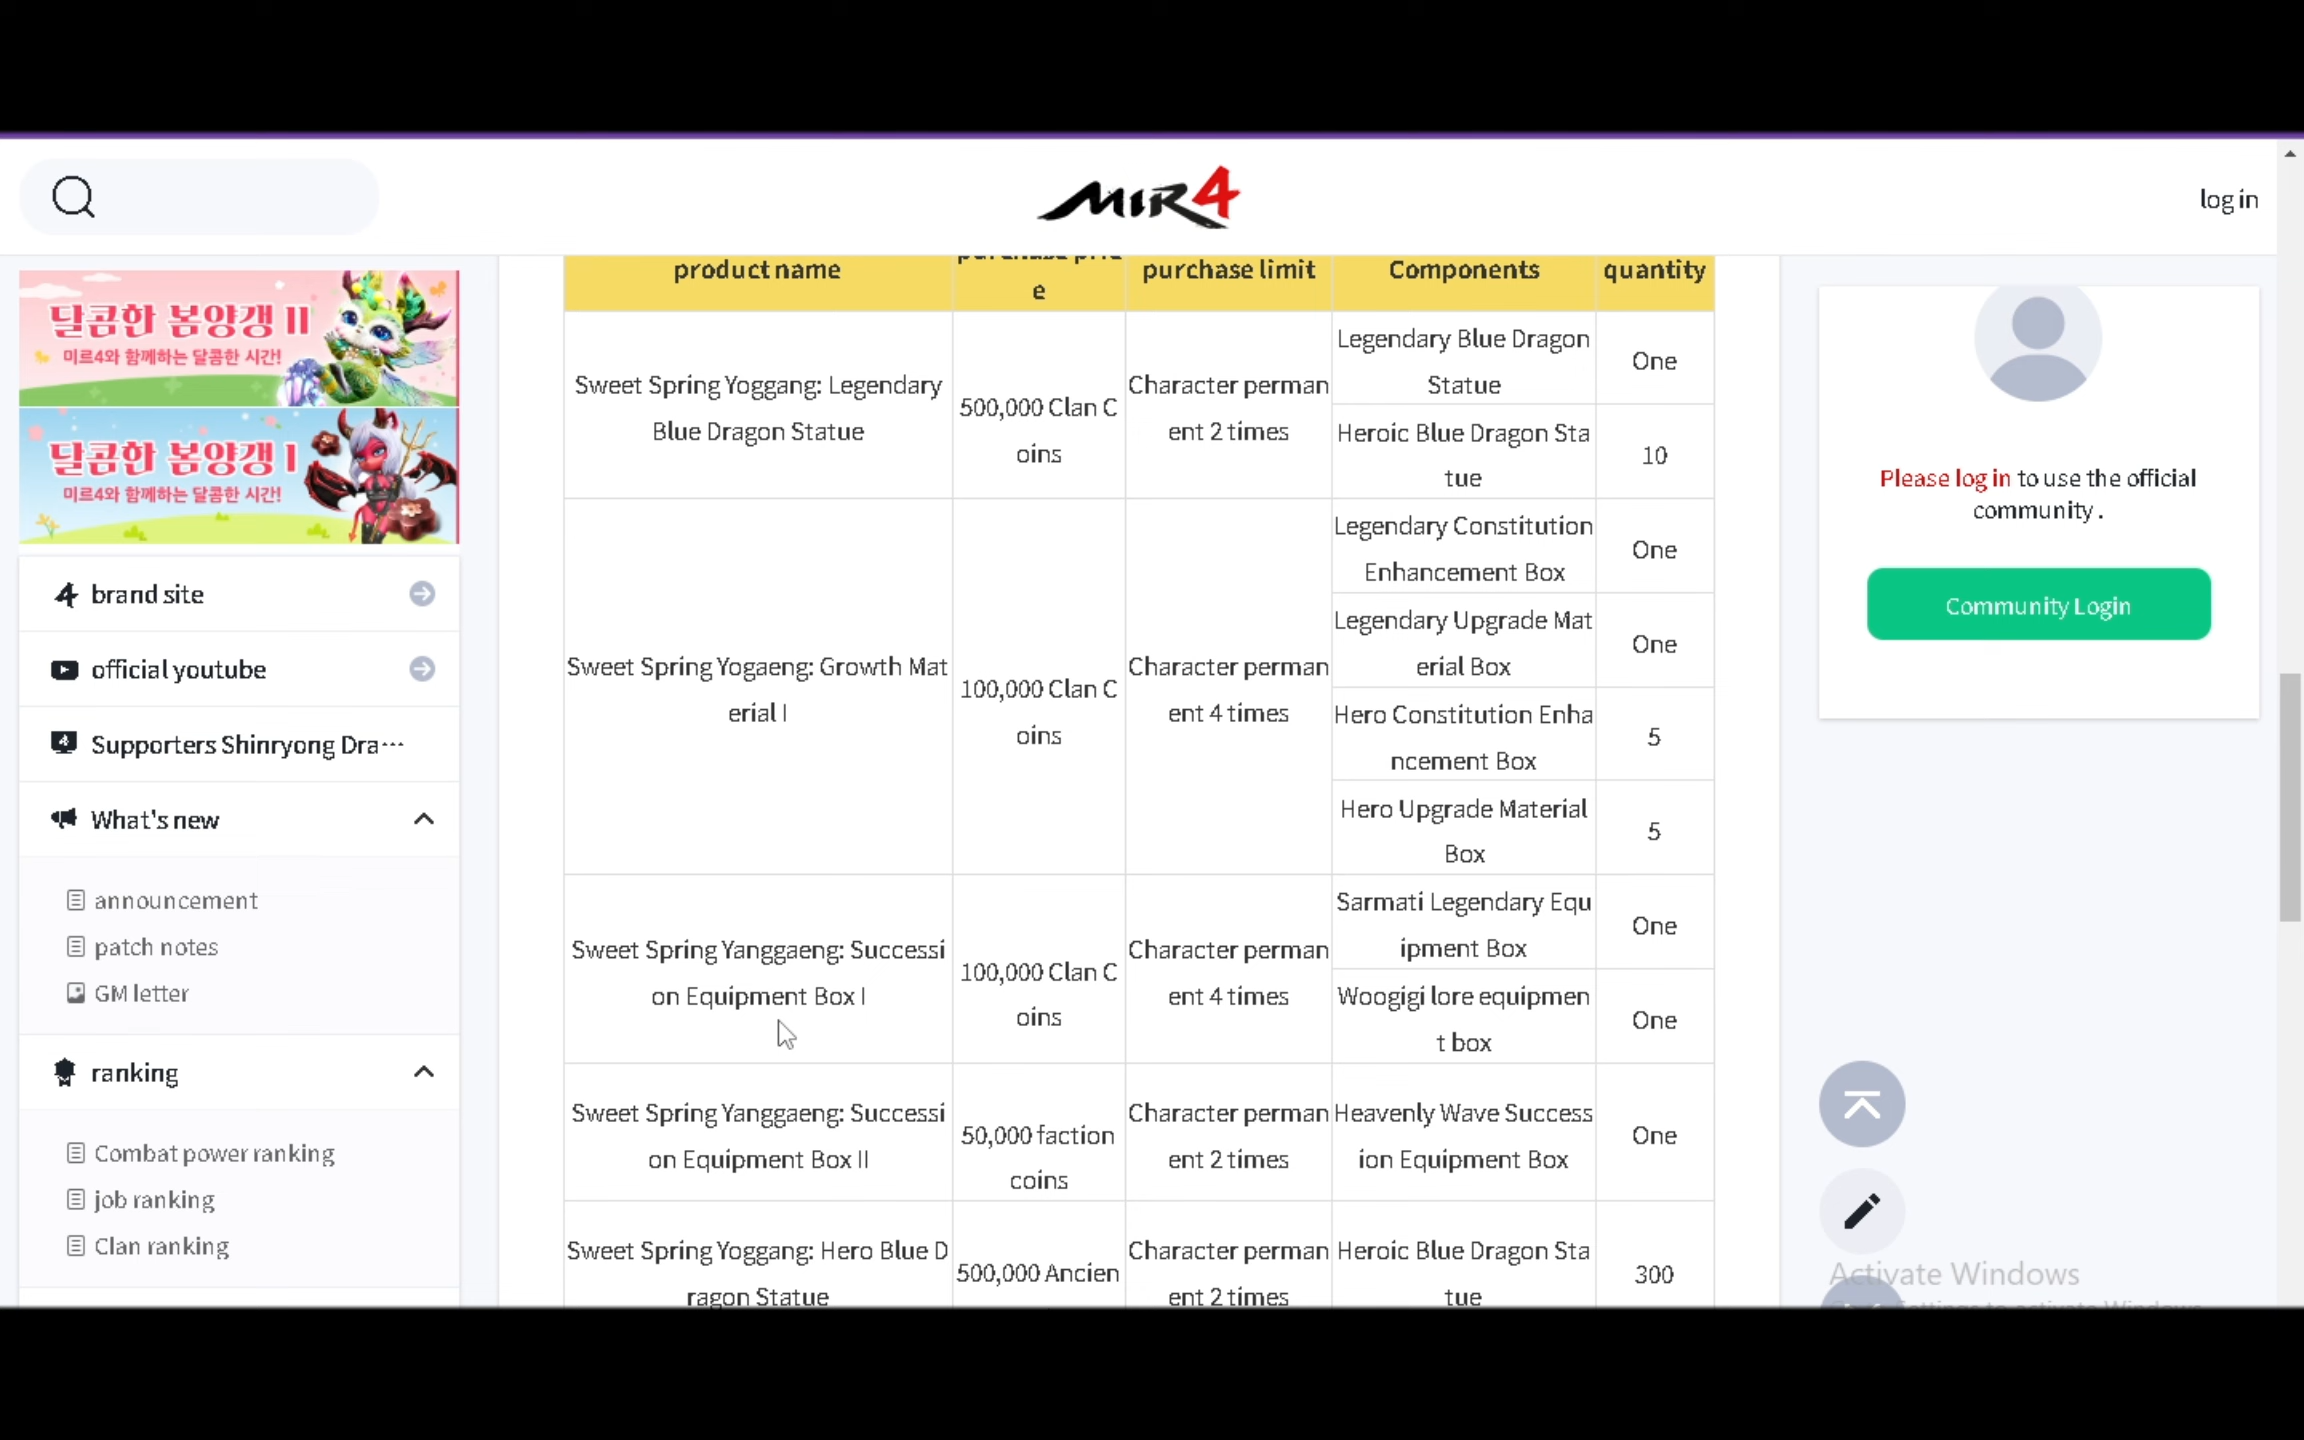 MIR4
log in
달콤한 봄양갱 II
미르4와 함께하는 달콤한 시간!
달콤한 봄양갱 I
미르4와 함께하는 달콤한 시간!
brand site
official youtube
Supporters Shinryong Dra···
What's new
announcement
patch notes
GM letter
ranking
Combat power ranking
job ranking
Clan ranking
product name
purchase pric
e
purchase limit
Components
quantity
Sweet Spring Yoggang: Legendary
Blue Dragon Statue
500,000 Clan C
oins
Character perman
ent 2 times
Legendary Blue Dragon
Statue
One
Heroic Blue Dragon Sta
tue
10
Sweet Spring Yogaeng: Growth Mat
erial I
100,000 Clan C
oins
Character perman
ent 4 times
Legendary Constitution
Enhancement Box
One
Legendary Upgrade Mat
erial Box
One
Hero Constitution Enha
ncement Box
5
Hero Upgrade Material
Box
5
Sweet Spring Yanggaeng: Successi
on Equipment Box I
100,000 Clan C
oins
Character perman
ent 4 times
Sarmati Legendary Equ
ipment Box
One
Woogigi lore equipmen
t box
One
Sweet Spring Yanggaeng: Successi
on Equipment Box II
50,000 faction
coins
Character perman
ent 2 times
Heavenly Wave Success
ion Equipment Box
One
Sweet Spring Yoggang: Hero Blue D
ragon Statue
500,000 Ancien
Character perman
ent 2 times
Heroic Blue Dragon Sta
tue
300
Please log in to use the official
community .
Community Login
Activate Windows